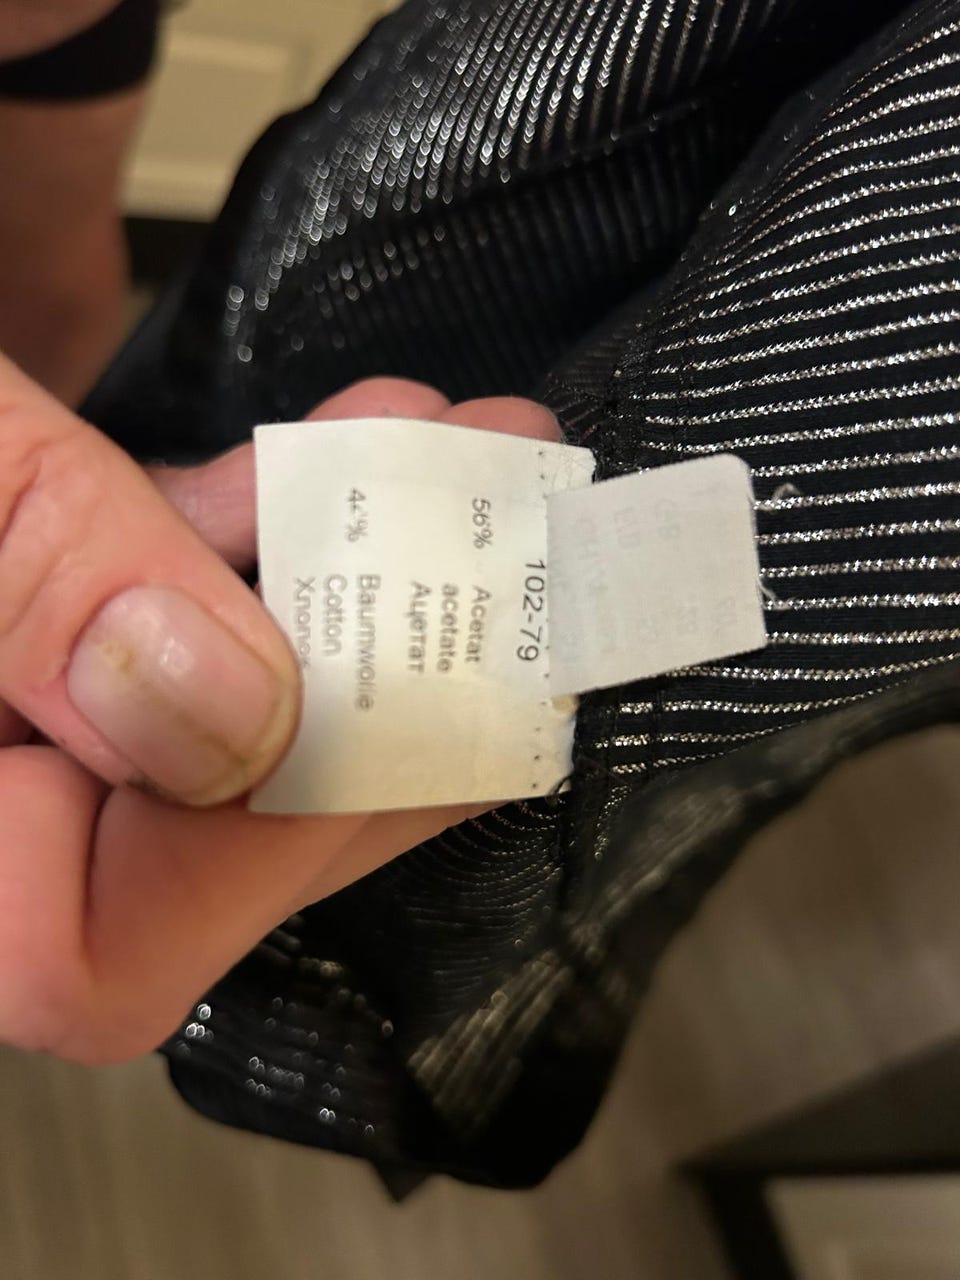 102-79
56% Acetat
acetate
Ацетат
44% Baumwolle
Cotton
Хлопок